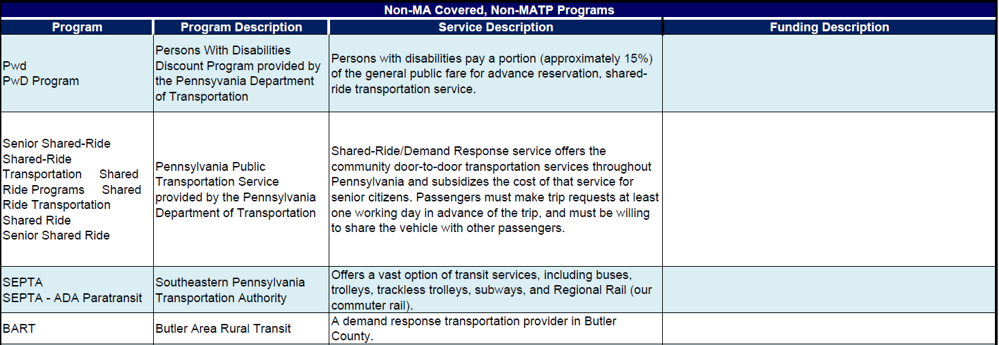 Non-MA Covered, Non-MATP Programs
Program Program Description Service Description Funding Description
Pwd
PwD Program
Persons With Disabilities
Discount Program provided by
the Pennsyvania Department
of Transportation
Persons with disabilities pay a portion (approximately 15%)
of the general public fare for advance reservation, shared-
ride transportation service.
Senior Shared-Ride
Shared-Ride
Transportation Shared
Ride Programs Shared
Ride Transportation
Shared Ride
Senior Shared Ride
Pennsylvania Public
Transportation Service
provided by the Pennsylvania
Department of Transportation
Shared-Ride/Demand Response service offers the
community door-to-door transportation services throughout
Pennsylvania and subsidizes the cost of that service for
senior citizens. Passengers must make trip requests at least
one working day in advance of the trip, and must be willing
to share the vehicle with other passengers.
SEPTA
SEPTA - ADA Paratransit
Southeastern Pennsylvania
Transportation Authority
Offers a vast option of transit services, including buses,
trolleys, trackless trolleys, subways, and Regional Rail (our
commuter rail).
BART
Butler Area Rural Transit
A demand response transportation provider in Butler
County.